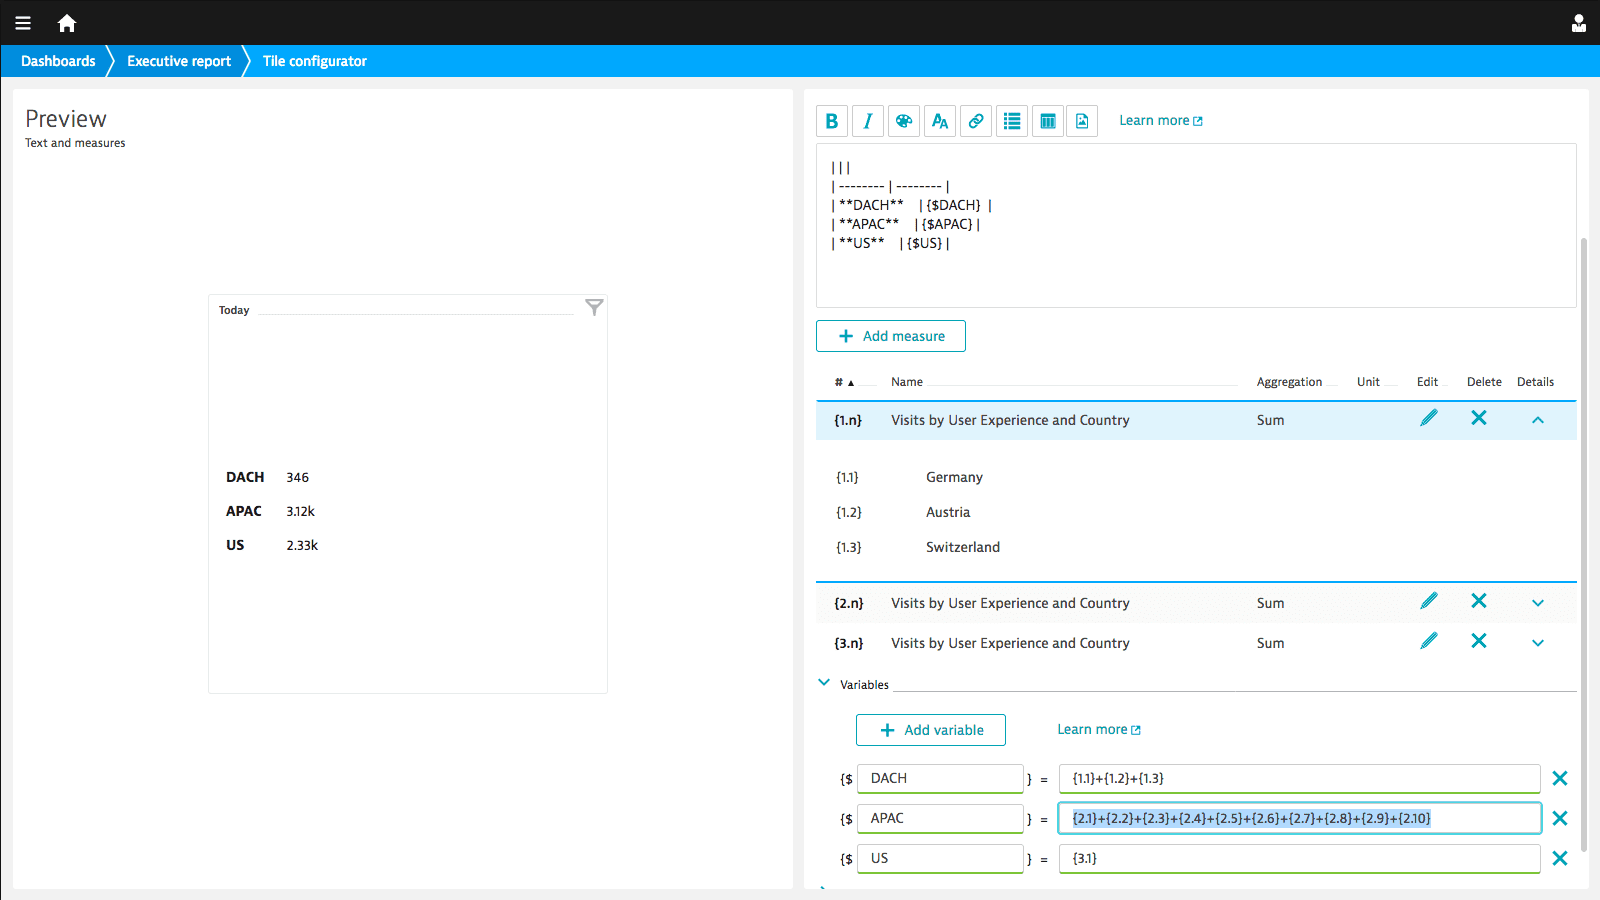 Dashboards
Executive report
Tile configurator
Preview
Text and measures
Today
DACH 346
APAC 3.12k
US 2.33k
B I AA Learn more
|||
| -------- | -------- |
| **DACH** | {$DACH} |
| **APAC** | {$APAC} |
| **US** | {$US} |
+ Add measure
# ▲ Name Aggregation Unit Edit Delete Details
{1.n} Visits by User Experience and Country Sum
{1.1} Germany
{1.2} Austria
{1.3} Switzerland
{2.n} Visits by User Experience and Country Sum
{3.n} Visits by User Experience and Country Sum
Variables
+ Add variable Learn more
{$ DACH } = {1.1}+{1.2}+{1.3}
{$ APAC } = {2.1}+{2.2}+{2.3}+{2.4}+{2.5}+{2.6}+{2.7}+{2.8}+{2.9}+{2.10}
{$ US } = {3.1}